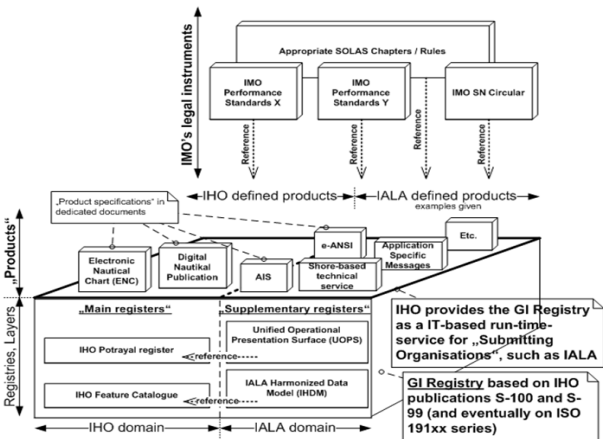 Appropriate SOLAS Chapters / Rules
IMO
Performance
Standards X
IMO
Performance
Standards Y
IMO SN Circular
IMO's legal instruments
Reference
Reference
Reference
Reference
IHO defined products
IALA defined products
examples given
„Product specifications" in
dedicated documents
„Products"
Electronic
Nautical
Chart (ENC)
Digital
Nautikal
Publication
AIS
e-ANSI
Shore-based
technical
service
Application
Specific
Messages
Etc.
Registries, Layers
„Main registers"
„Supplementary registers"
IHO Potrayal register
reference
Unified Operational
Presentation Surface (UOPS)
IHO Feature Catalogue
reference
IALA Harmonized Data
Model (IHDM)
IHO domain
IALA domain
IHO provides the GI Registry
as a IT-based run-time-
service for „Submitting
Organisations", such as IALA
GI Registry based on IHO
publications S-100 and S-
99 (and eventually on ISO
191xx series)